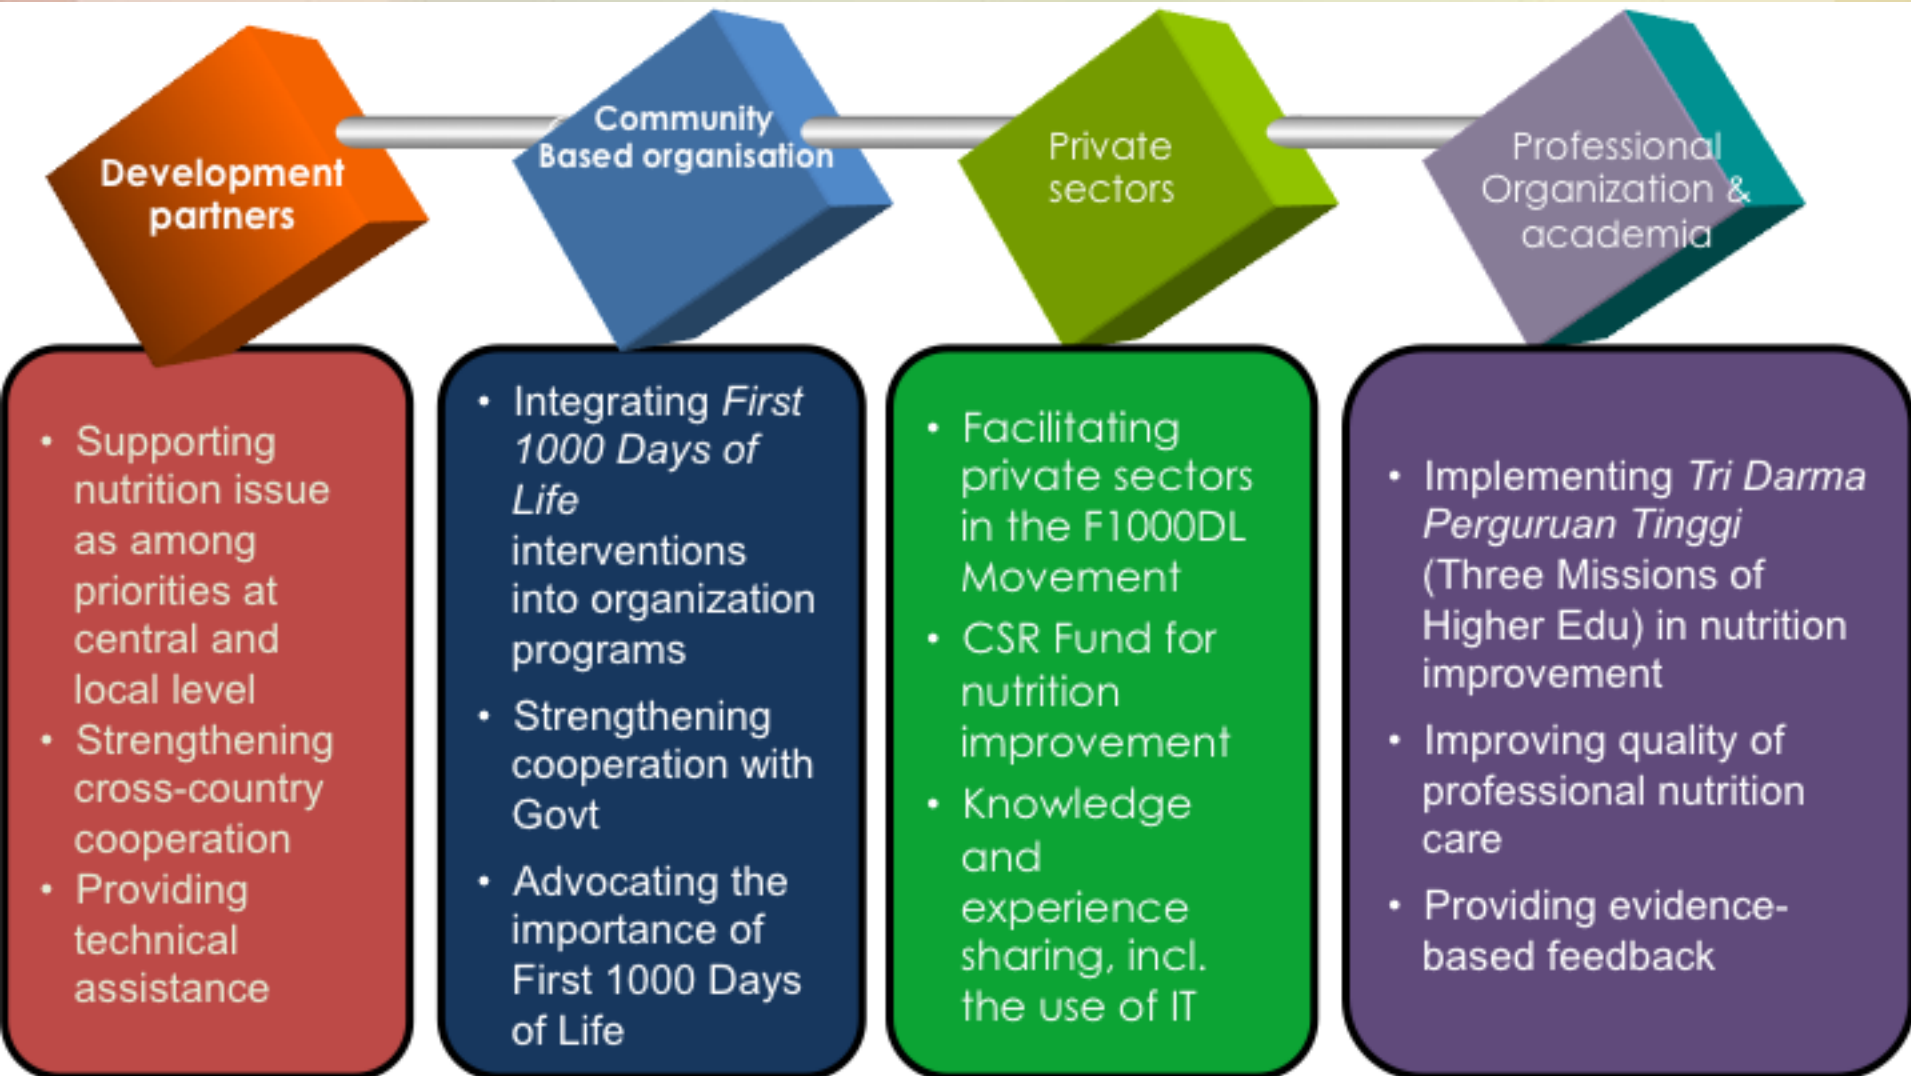 Development
partners
Community
Based organisation
Private
sectors
Professional
Organization &
academia
• Supporting
nutrition issue
as among
priorities at
central and
local level
• Strengthening
cross-country
cooperation
• Providing
technical
assistance
• Integrating First
1000 Days of
Life
interventions
into organization
programs
• Strengthening
cooperation with
Govt
• Advocating the
importance of
First 1000 Days
of Life
• Facilitating
private sectors
in the F1000DL
Movement
• CSR Fund for
nutrition
improvement
• Knowledge
and
experience
sharing, incl.
the use of IT
• Implementing Tri Darma
Perguruan Tinggi
(Three Missions of
Higher Edu) in nutrition
improvement
• Improving quality of
professional nutrition
care
• Providing evidence-
based feedback